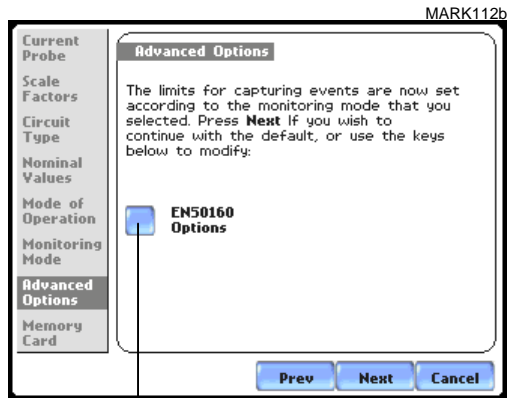 MARK112b
Current
Probe
Scale
Factors
Circuit
Type
Nominal
Values
Mode of
Operation
Monitoring
Mode
Advanced
Options
Memory
Card
Advanced Options
The limits for capturing events are now set
according to the monitoring mode that you
selected. Press Next If you wish to
continue with the default, or use the keys
below to modify:
EN50160
Options
Prev Next Cancel